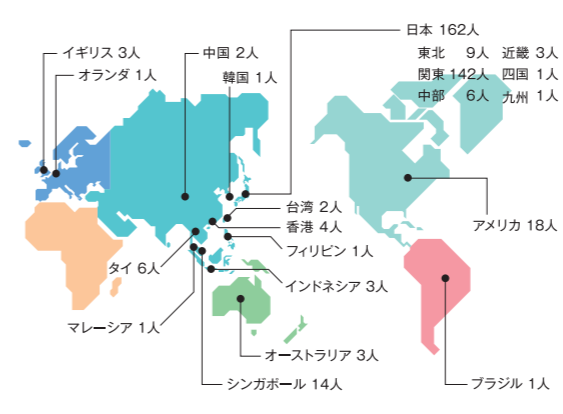 日本 162人
東北 9人 近畿 3人
関東 142人 四国 1人
中部 6人 九州 1人
イギリス 3人
オランダ 1人
中国 2人
韓国 1人
台湾 2人
香港 4人
フィリピン 1人
アメリカ 18人
タイ 6人
インドネシア 3人
マレーシア 1人
オーストラリア 3人
シンガポール 14人
ブラジル 1人